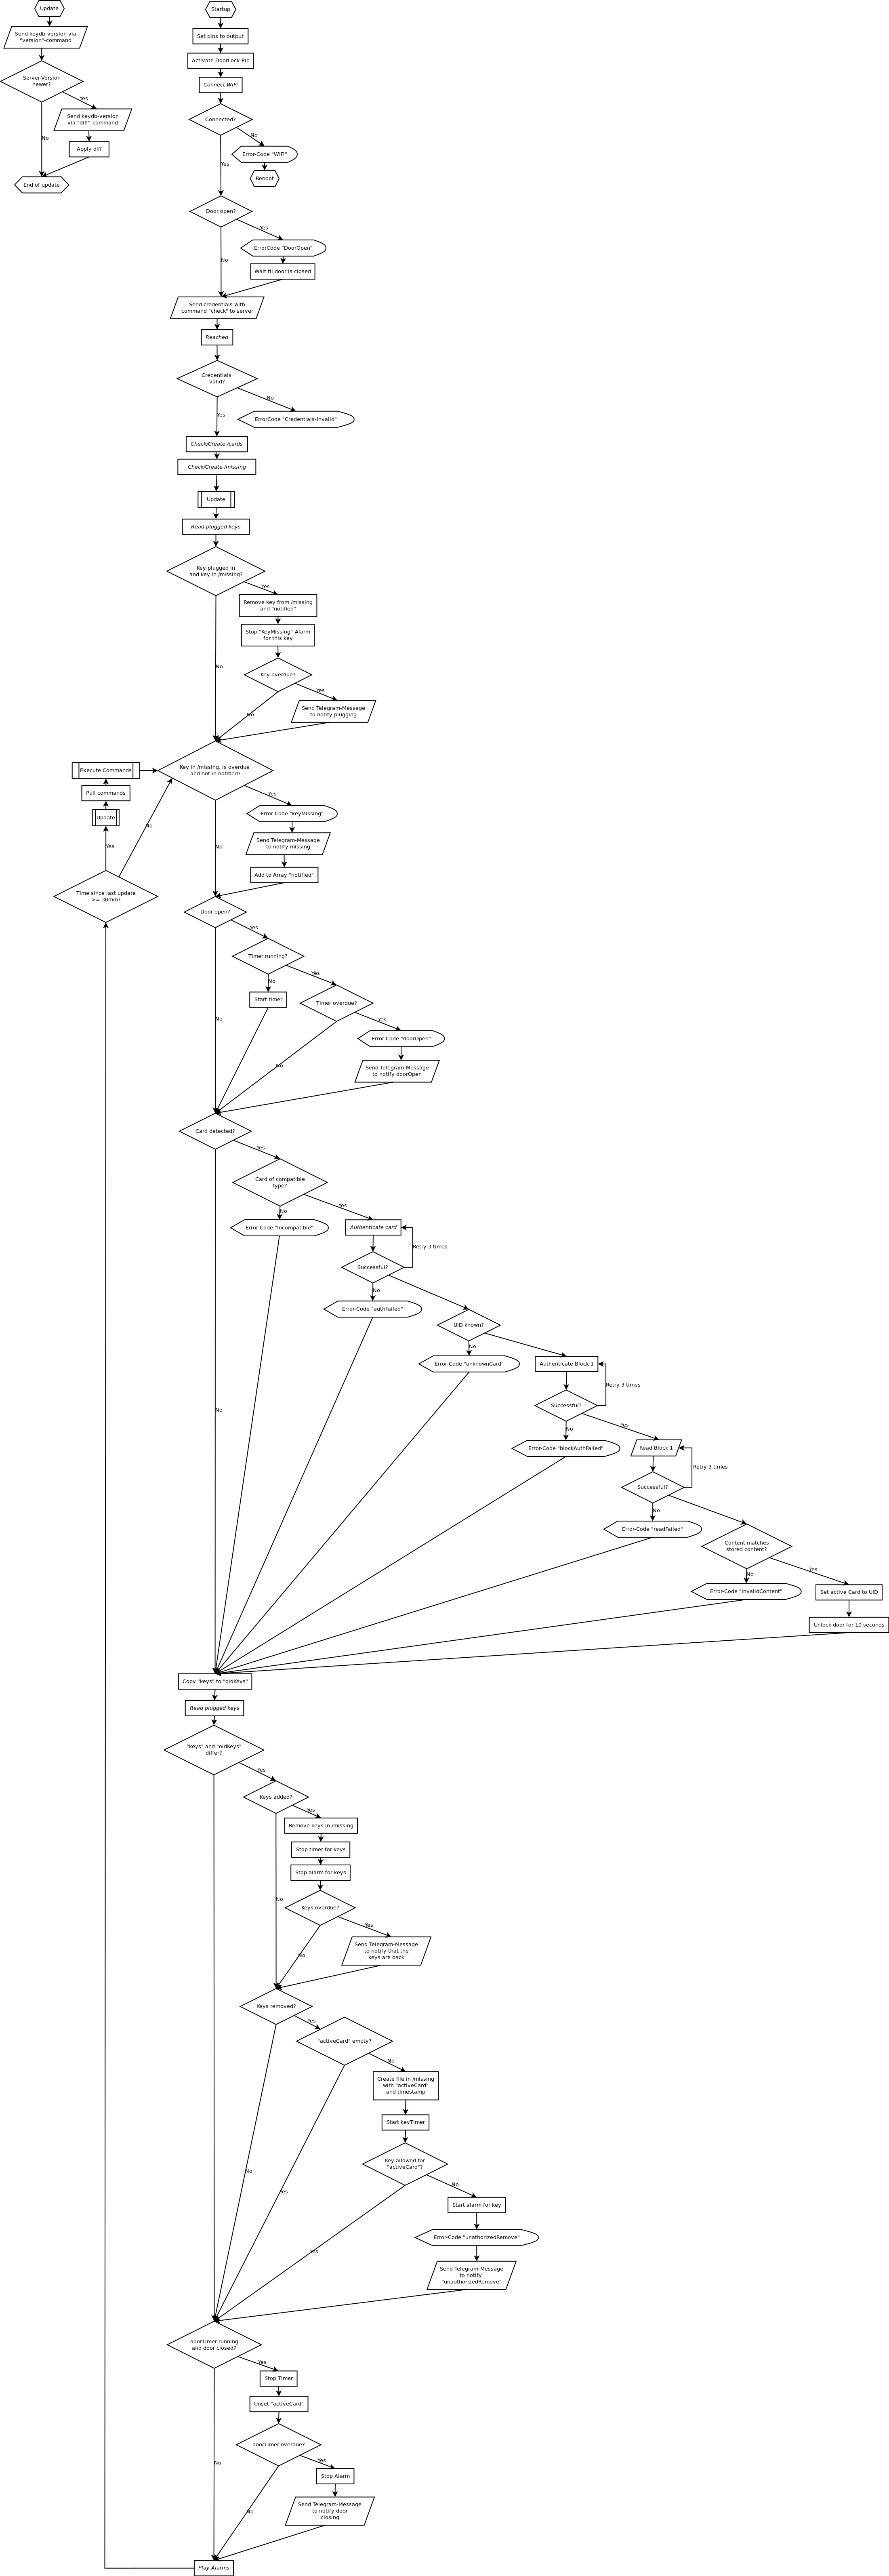 Update
Send keydb-version via
"version"-command
Server-Version
newer?
Yes
Send keydb-version
via "diff"-command
No
Apply diff
End of update
Startup
Set pins to output
Activate DoorLock-Pin
Connect WiFi
Connected?
No
Error-Code "WiFi"
Yes
Reboot
Door open?
Yes
ErrorCode "DoorOpen"
No
Wait til door is closed
Send credentials with
command "check" to server
Reached
Credentials
valid?
No
Yes
ErrorCode "Credentials-Invalid"
Check/Create /cards
Check/Create /missing
Update
Read plugged keys
Key plugged in
and key in /missing?
Yes
Remove key from /missing
and "notified"
Stop "KeyMissing"-Alarm
for this key
No
Key overdue?
Yes
Send Telegram-Message
to notify plugging
No
Execute Commands
Pull commands
Update
Yes
No
Time since last update
>= 30min?
Key in /missing, is overdue
and not in notified?
Yes
Error-Code "keyMissing"
No
Send Telegram-Message
to notify missing
Add to Array "notified"
Door open?
Yes
Timer running?
Yes
No
Start timer
Timer overdue?
No
Yes
Error-Code "doorOpen"
No
Send Telegram-Message
to notify doorOpen
Card detected?
Yes
Card of compatible
type?
Yes
No
Error-Code "incompatible"
Authenticate card
Retry 3 times
Successful?
No
Error-Code "authFailed"
UID known?
No
Error-Code "unknownCard"
Authenticate Block 1
Retry 3 times
Successful?
No
Yes
Error-Code "blockAuthFailed"
Read Block 1
Retry 3 times
Successful?
No
Error-Code "readFailed"
Content matches
stored content?
Yes
No
Error-Code "invalidContent"
Set active Card to UID
Unlock door for 10 seconds
No
Copy "keys" to "oldKeys"
Read plugged keys
"keys" and "oldKeys"
differ?
Yes
Keys added?
Yes
Remove keys in /missing
Stop timer for keys
Stop alarm for keys
No
Keys overdue?
Yes
Send Telegram-Message
to notify that the
keys are back
No
Keys removed?
Yes
"activeCard" empty?
No
Create file in /missing
with "activeCard"
and timestamp
Start keyTimer
Key allowed for
"activeCard"?
No
No
Yes
Start alarm for key
Error-Code "unathorizedRemove"
Yes
Send Telegram-Message
to notify
"unauthorizedRemove"
doorTimer running
and door closed?
Yes
Stop Timer
Unset "activeCard"
doorTimer overdue?
Yes
No
Stop Alarm
No
Send Telegram-Message
to notify door
closing
Play Alarms